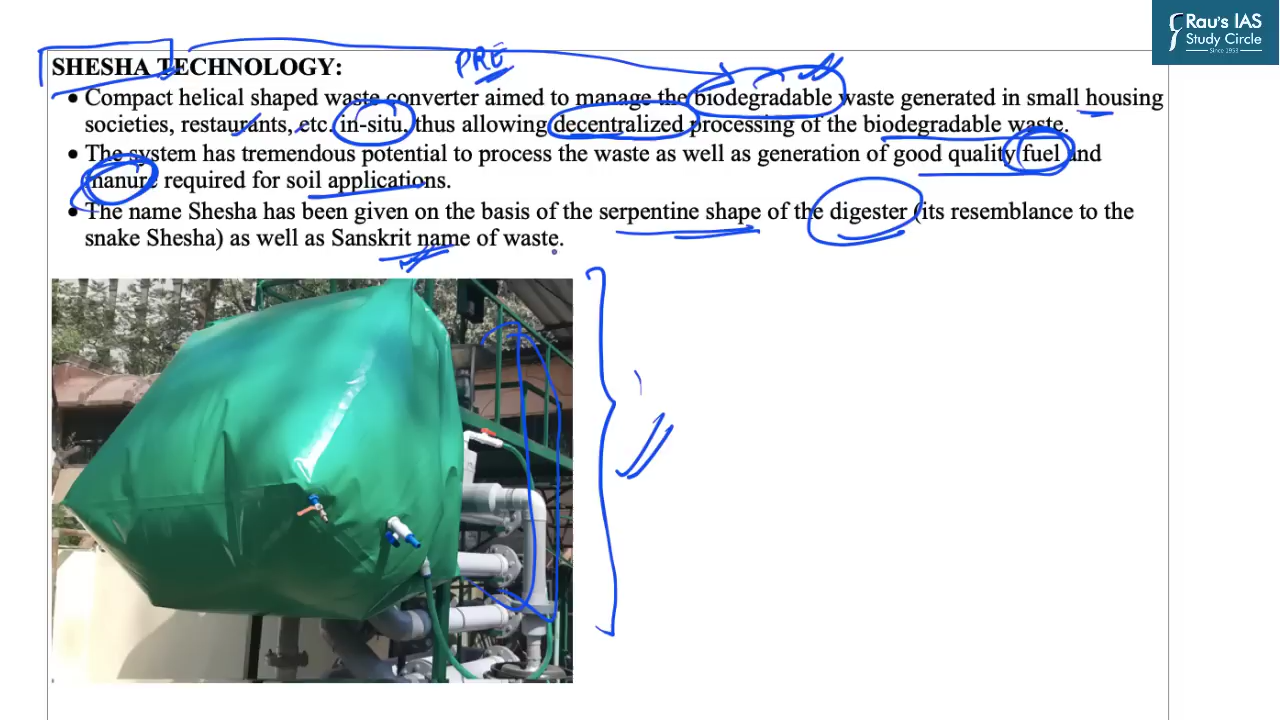 Rau's IAS
Study Circle
Since 1953
PRE
SHESHA TECHNOLOGY:
• Compact helical shaped waste converter aimed to manage the biodegradable waste generated in small housing
societies, restaurants, etc. in-situ, thus allowing decentralized processing of the biodegradable waste.
• The system has tremendous potential to process the waste as well as generation of good quality fuel and
manure required for soil applications.
• The name Shesha has been given on the basis of the serpentine shape of the digester (its resemblance to the
snake Shesha) as well as Sanskrit name of waste.